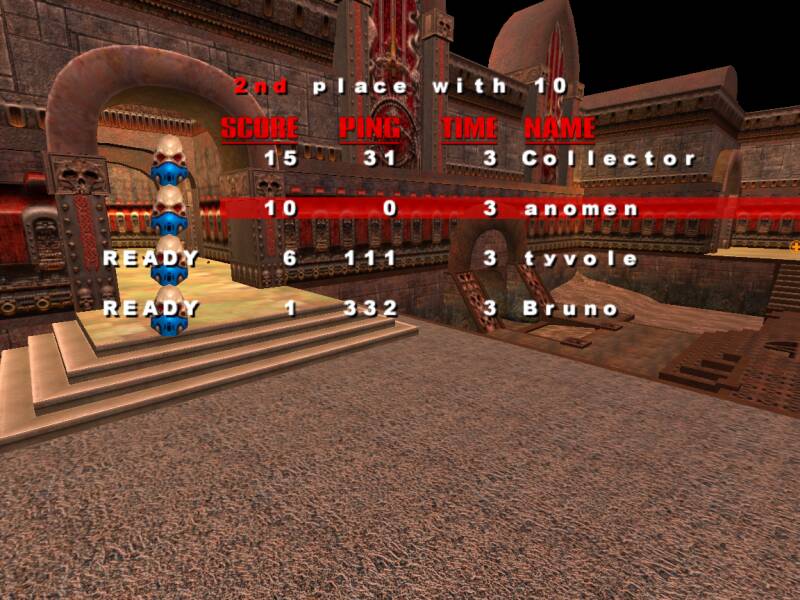 2nd place with 10
SCORE PING TIME NAME
15 31 3 Collector
10 0 3 anomen
READY 6 111 3 tyvole
READY 1 332 3 Bruno